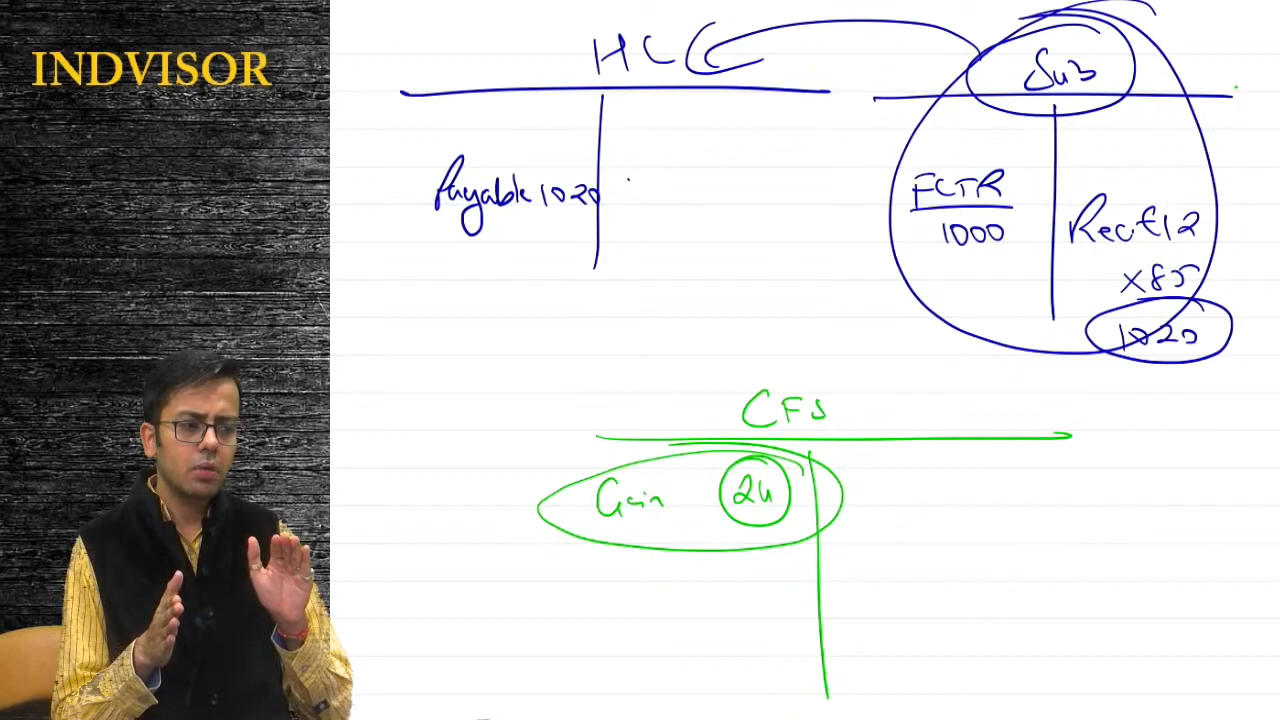 INDVISOR
HC
Payable 1020
Sub
FCTR
1000
Rec €12
×85
1020
CFS
Gain 24